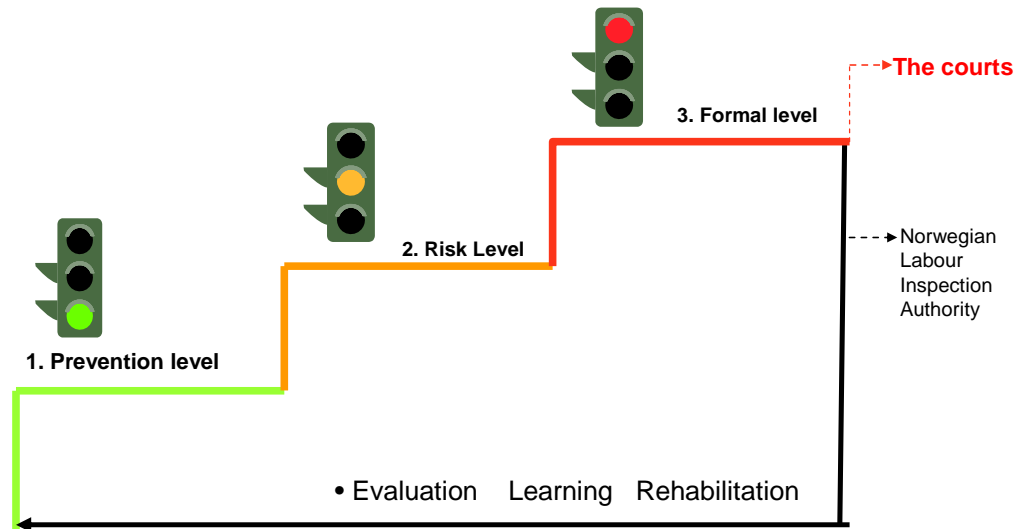 The courts
3. Formal level
2. Risk Level
Norwegian
Labour
Inspection
Authority
1. Prevention level
• Evaluation Learning Rehabilitation